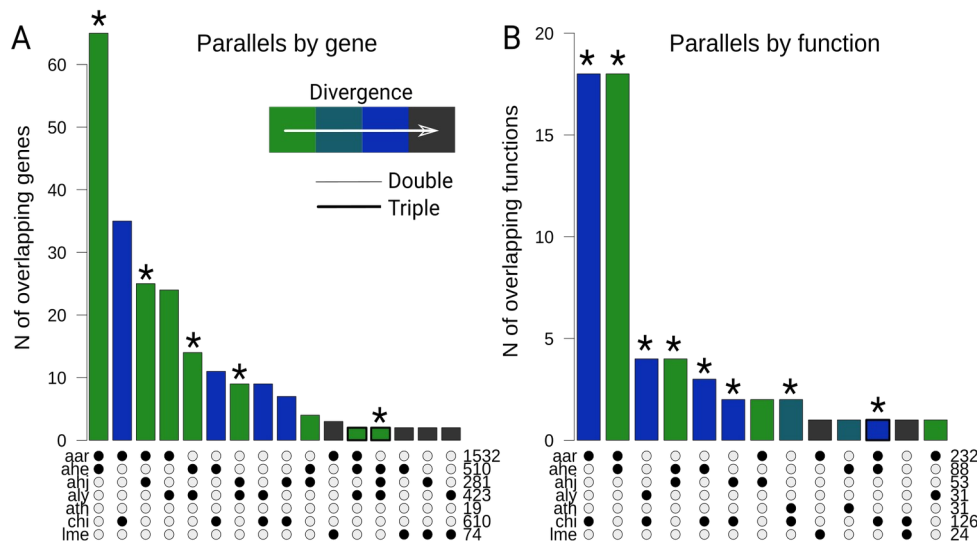 A
Parallels by gene
60
50
40
30
20
10
0
N of overlapping genes
Divergence
Double
Triple
*
*
*
*
*
aar 1532
ahe 510
ahj 281
aly 423
ath 19
chi 610
lme 74
B
Parallels by function
20
15
10
5
0
N of overlapping functions
* *
* * * * * *
aar 232
ahe 88
ahj 53
aly 31
ath 31
chi 126
lme 24